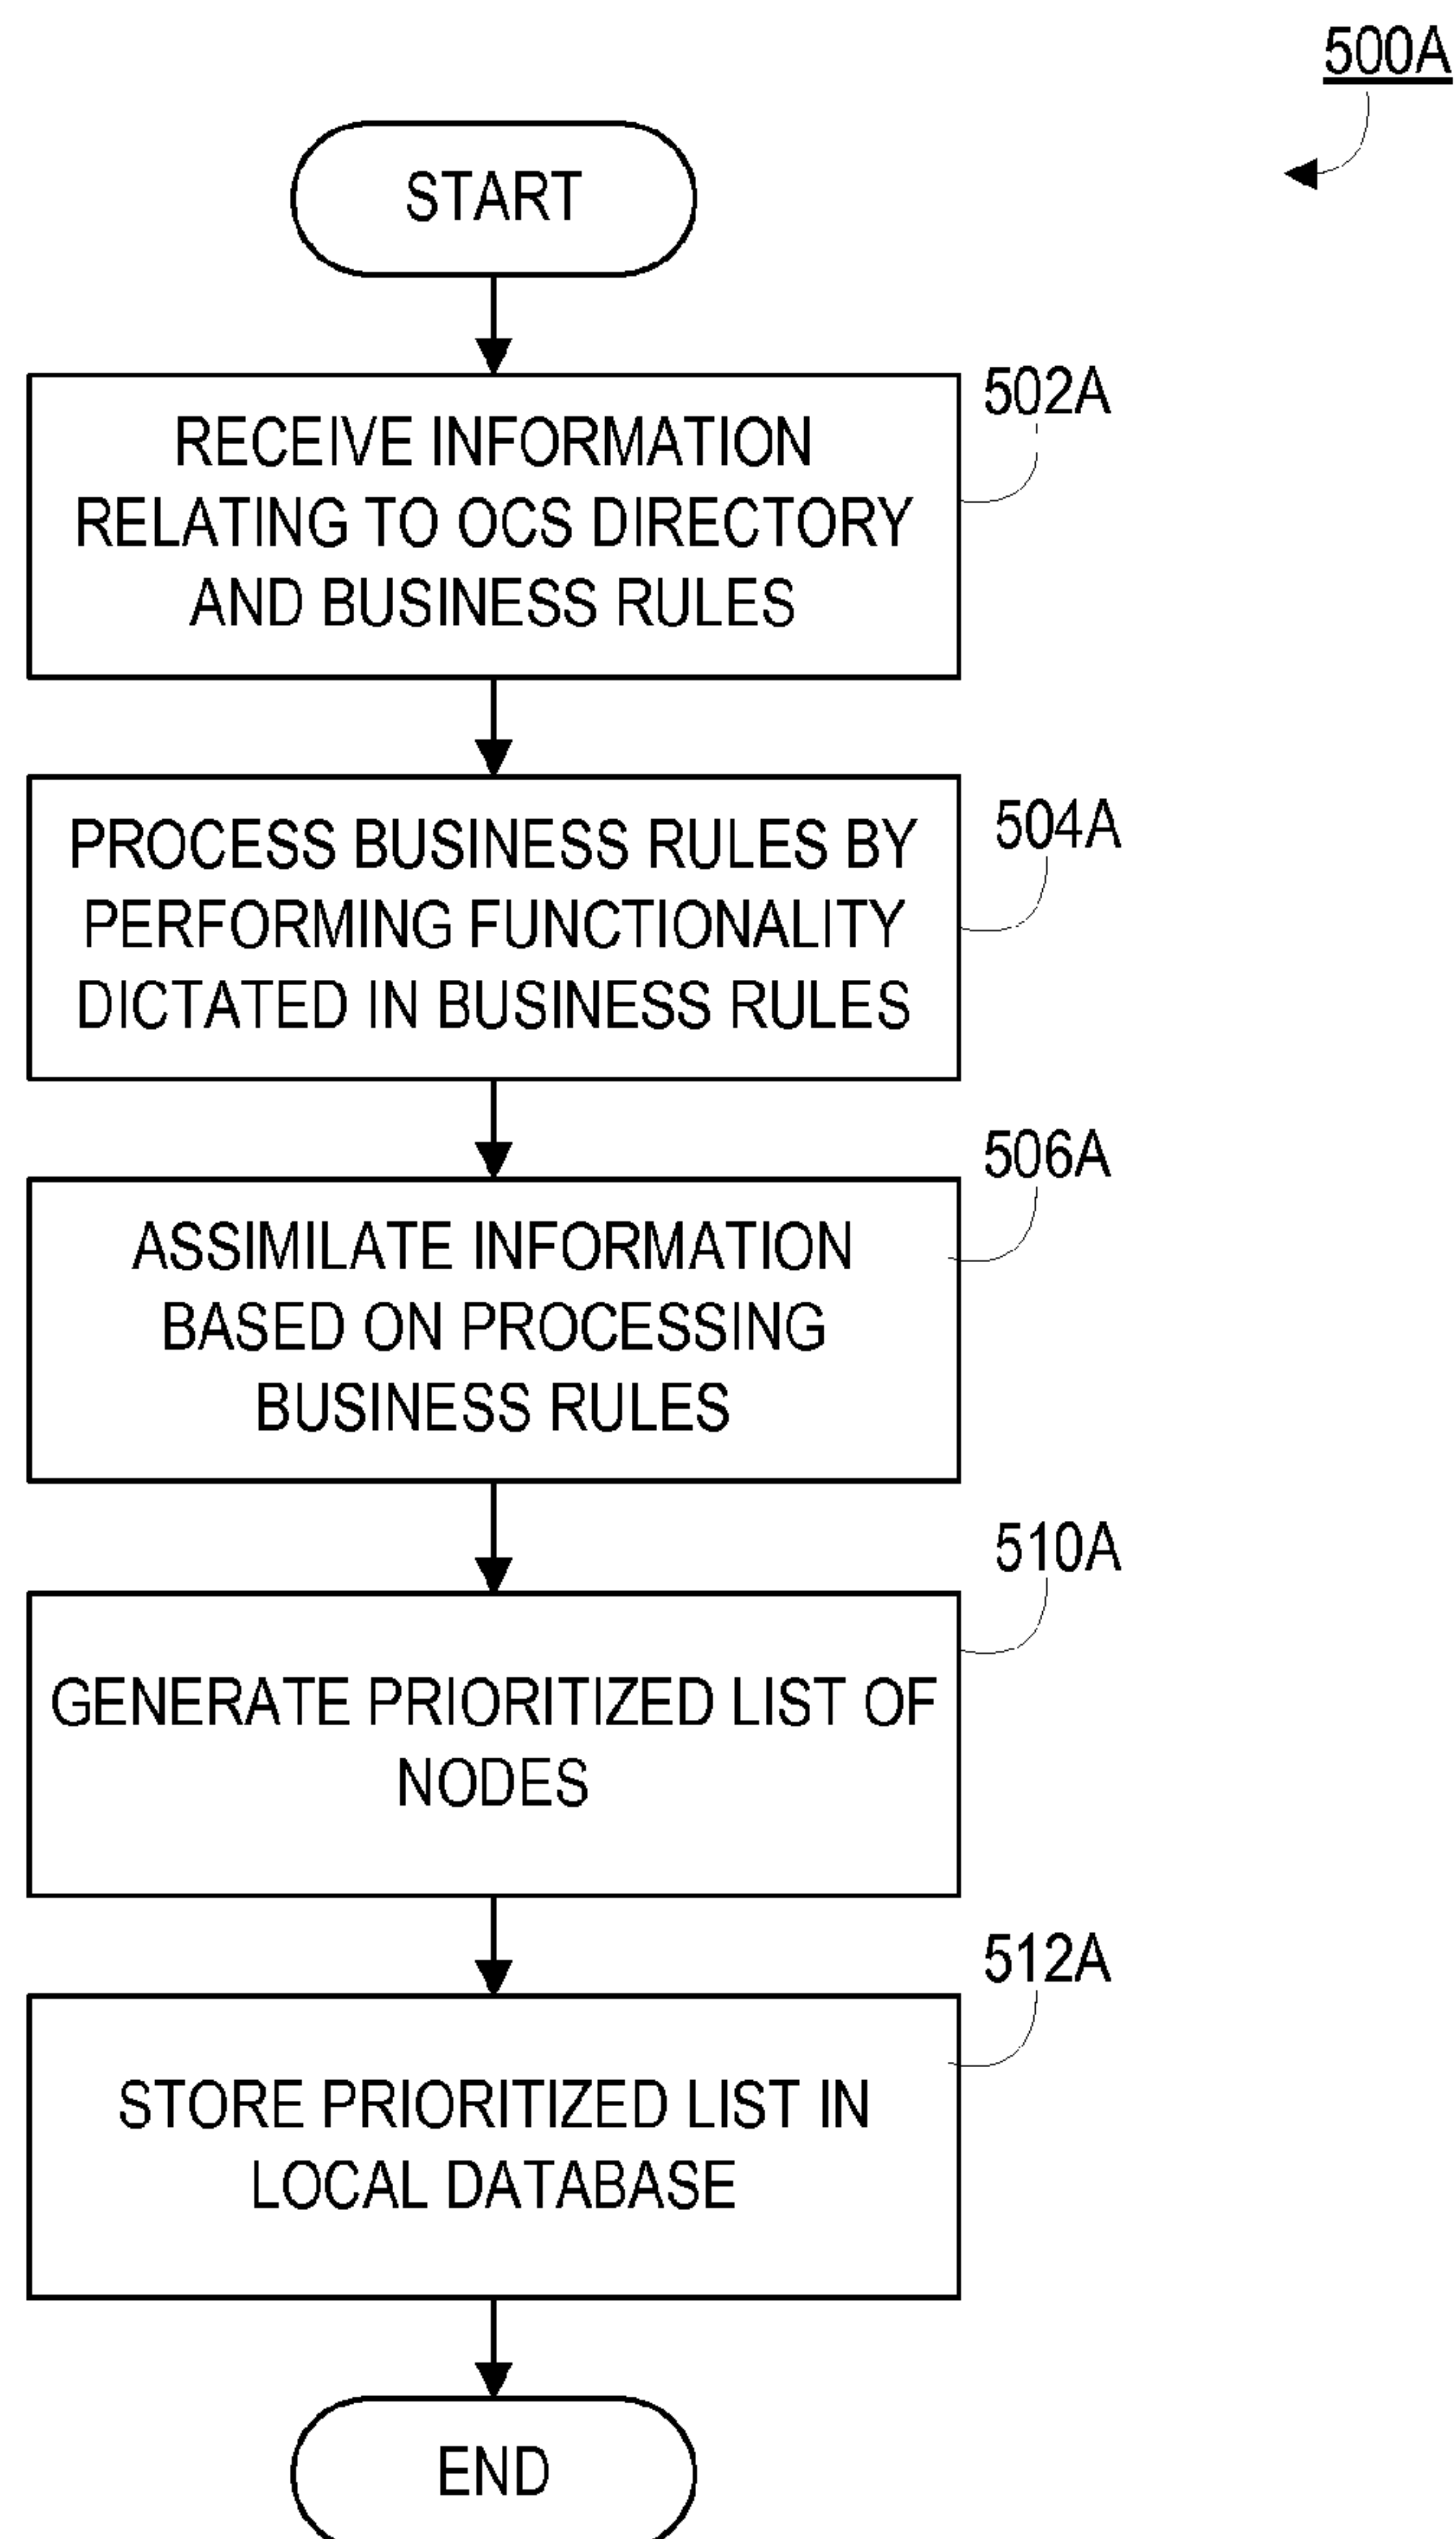 500A
START
502A
RECEIVE INFORMATION
RELATING TO OCS DIRECTORY
AND BUSINESS RULES
504A
PROCESS BUSINESS RULES BY
PERFORMING FUNCTIONALITY
DICTATED IN BUSINESS RULES
506A
ASSIMILATE INFORMATION
BASED ON PROCESSING
BUSINESS RULES
510A
GENERATE PRIORITIZED LIST OF
NODES
512A
STORE PRIORITIZED LIST IN
LOCAL DATABASE
END